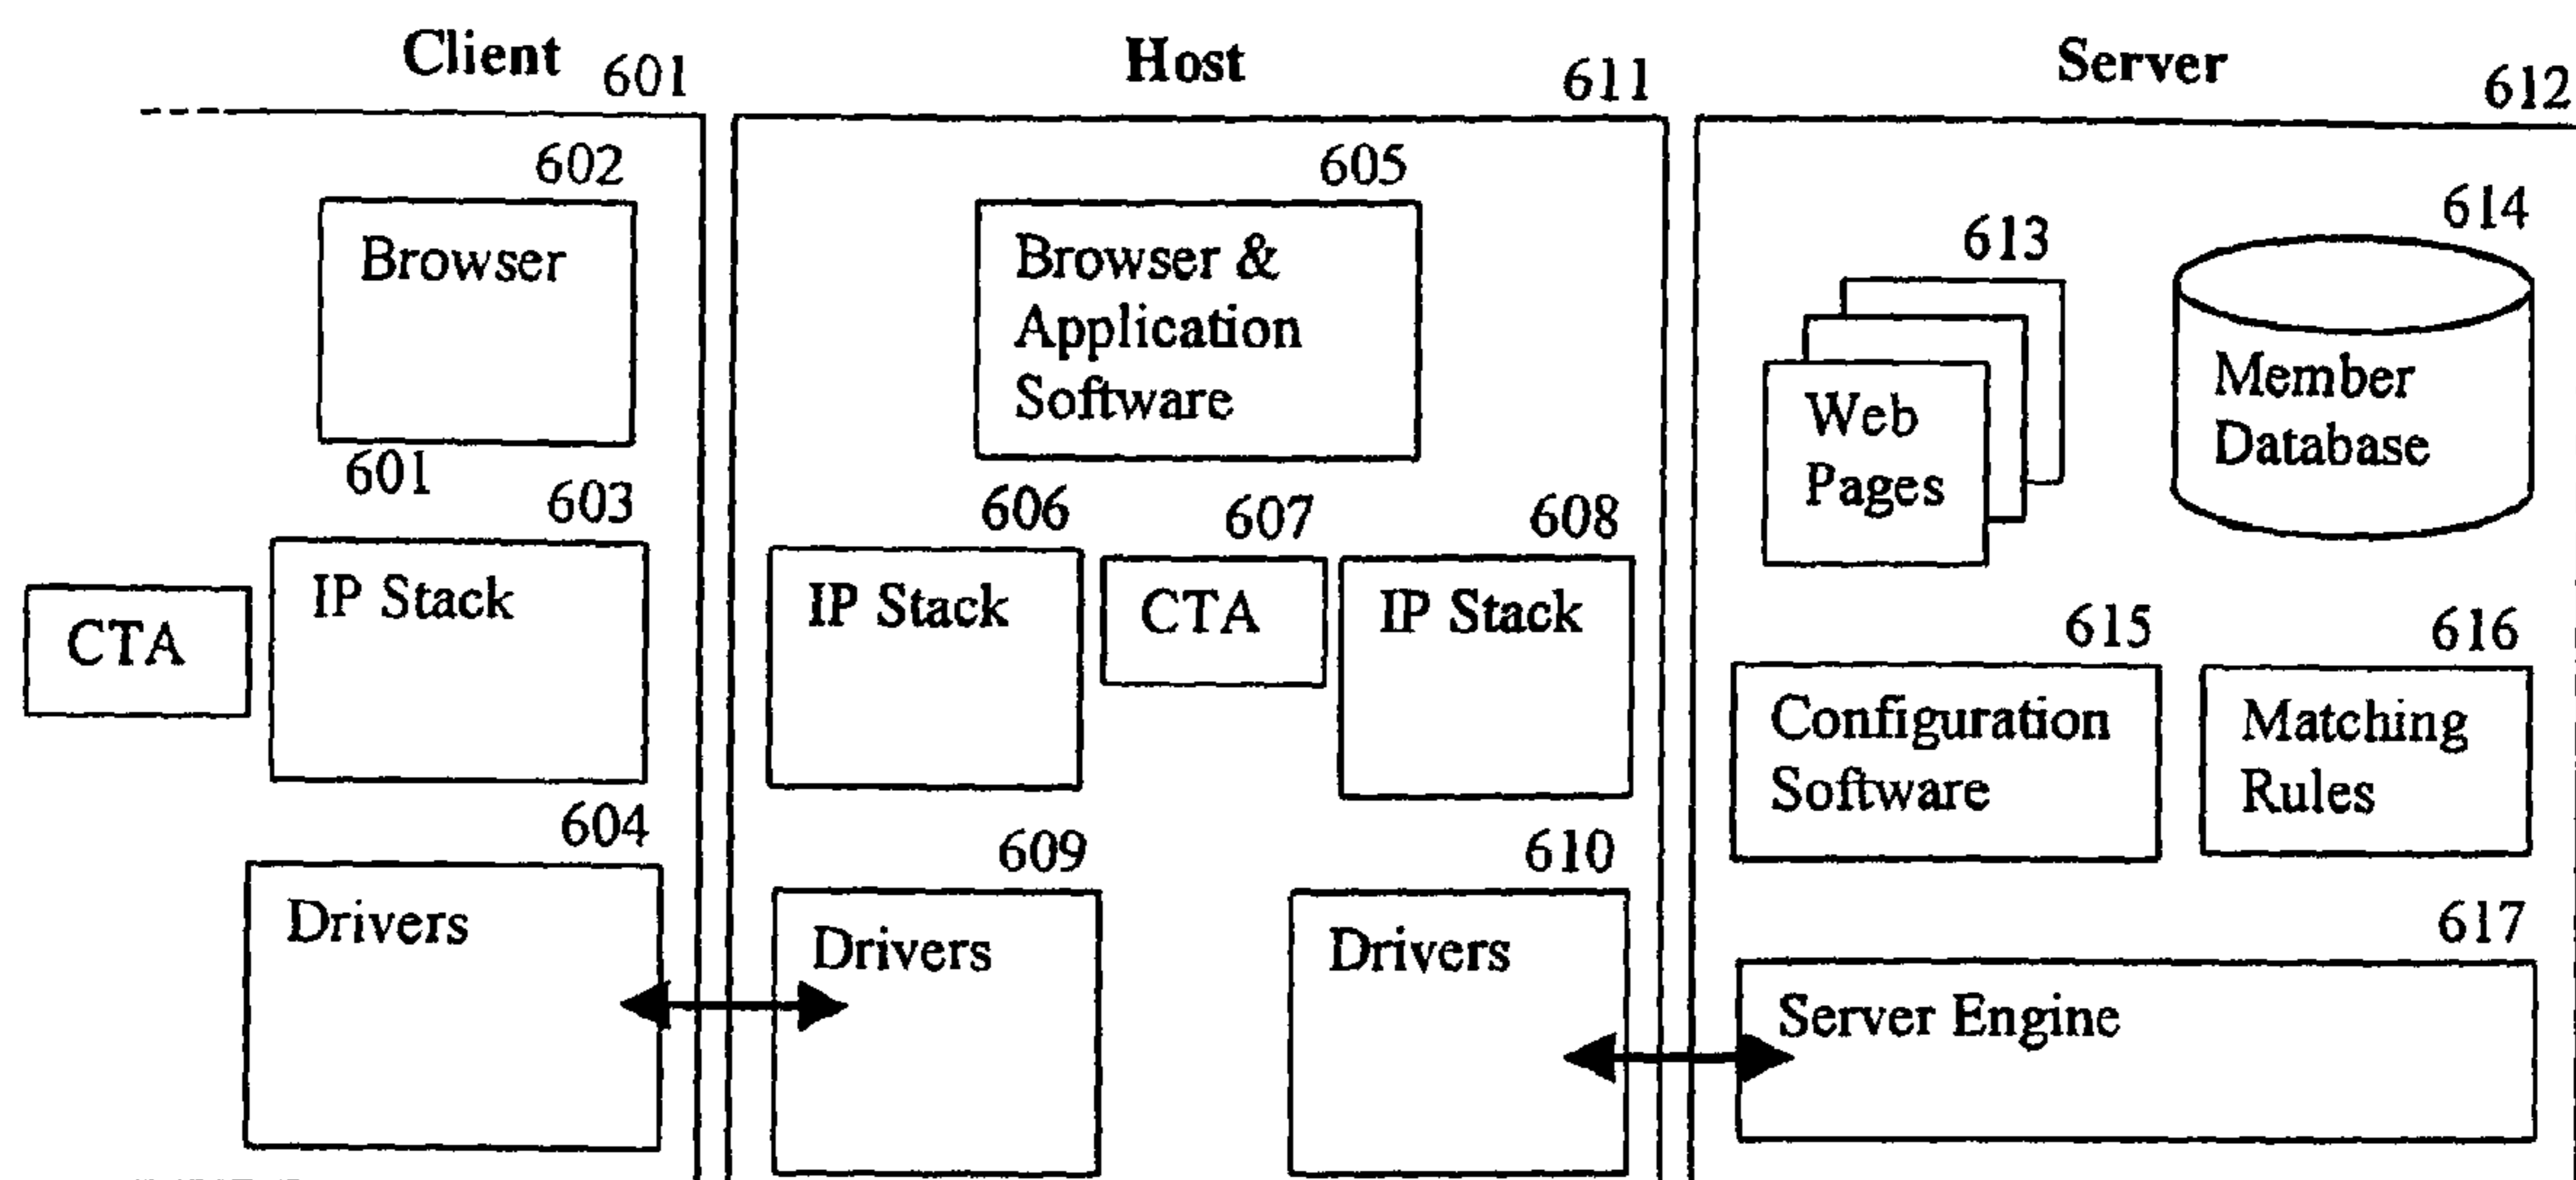 Client
601
Host
611
Server
612
602
Browser
601
603
IP Stack
CTA
604
Drivers
605
Browser &
Application
Software
606
IP Stack
607
CTA
608
IP Stack
609
Drivers
610
Drivers
613
Web
Pages
614
Member
Database
615
Configuration
Software
616
Matching
Rules
617
Server Engine